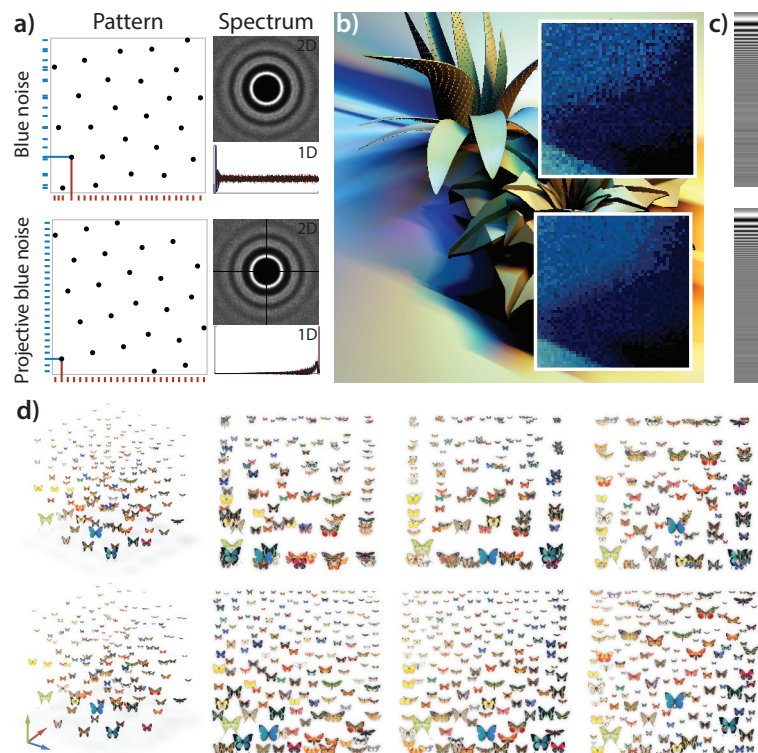 a)
Pattern
Spectrum
b)
c)
Blue noise
2D
1D
Projective blue noise
2D
1D
d)